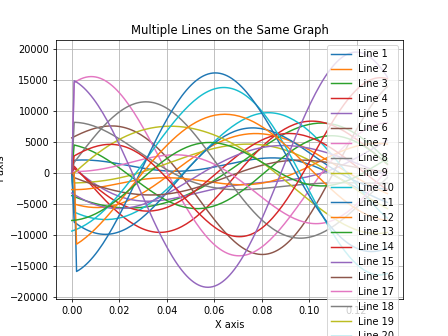 Multiple Lines on the Same Graph
20000
15000
10000
5000
0
−5000
−10000
−15000
−20000
0.00 0.02 0.04 0.06 0.08 0.10
X axis
Line 1
Line 2
Line 3
Line 4
Line 5
Line 6
Line 7
Line 8
Line 9
Line 10
Line 11
Line 12
Line 13
Line 14
Line 15
Line 16
Line 17
Line 18
Line 19
Line 20